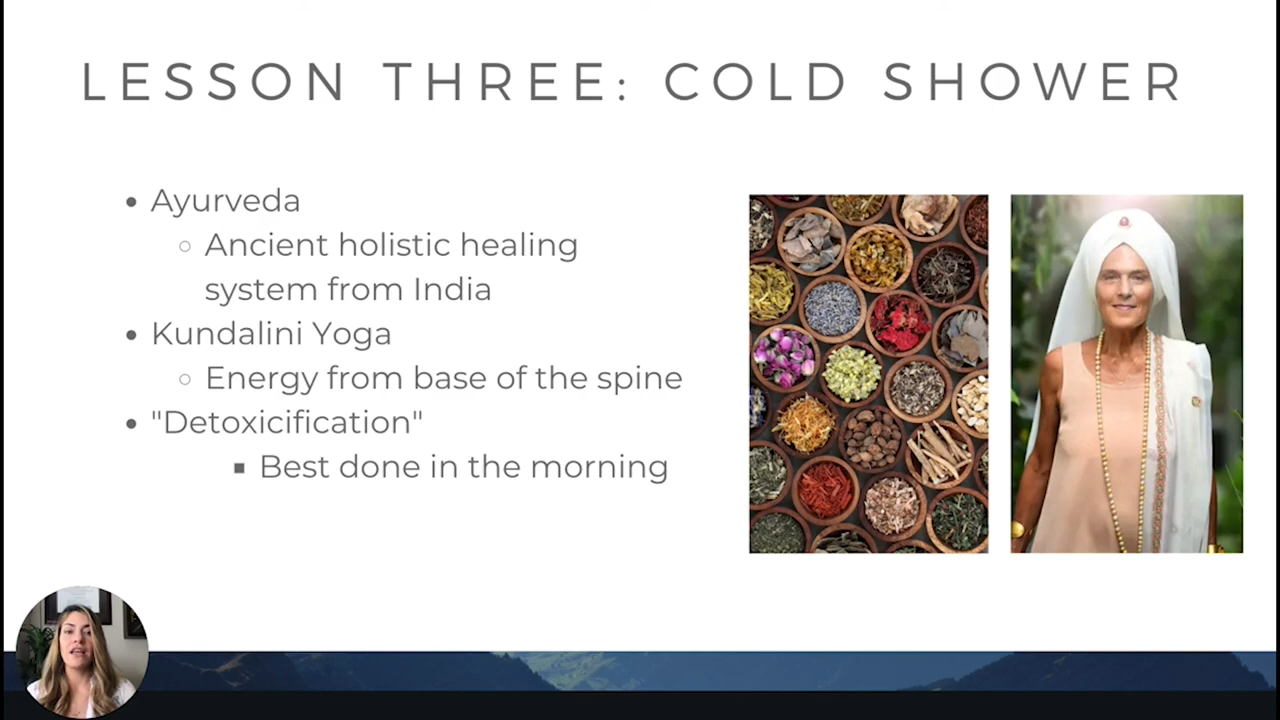 LESSON THREE: COLD SHOWER
• Ayurveda
○ Ancient holistic healing
system from India
• Kundalini Yoga
○ Energy from base of the spine
• "Detoxicification"
▪ Best done in the morning